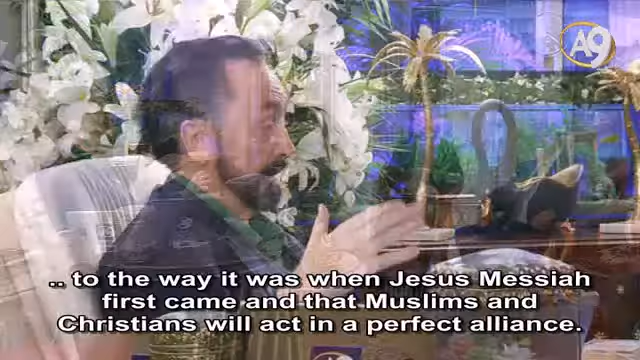 A9
.. to the way it was when Jesus Messiah
first came and that Muslims and
Christians will act in a perfect alliance.